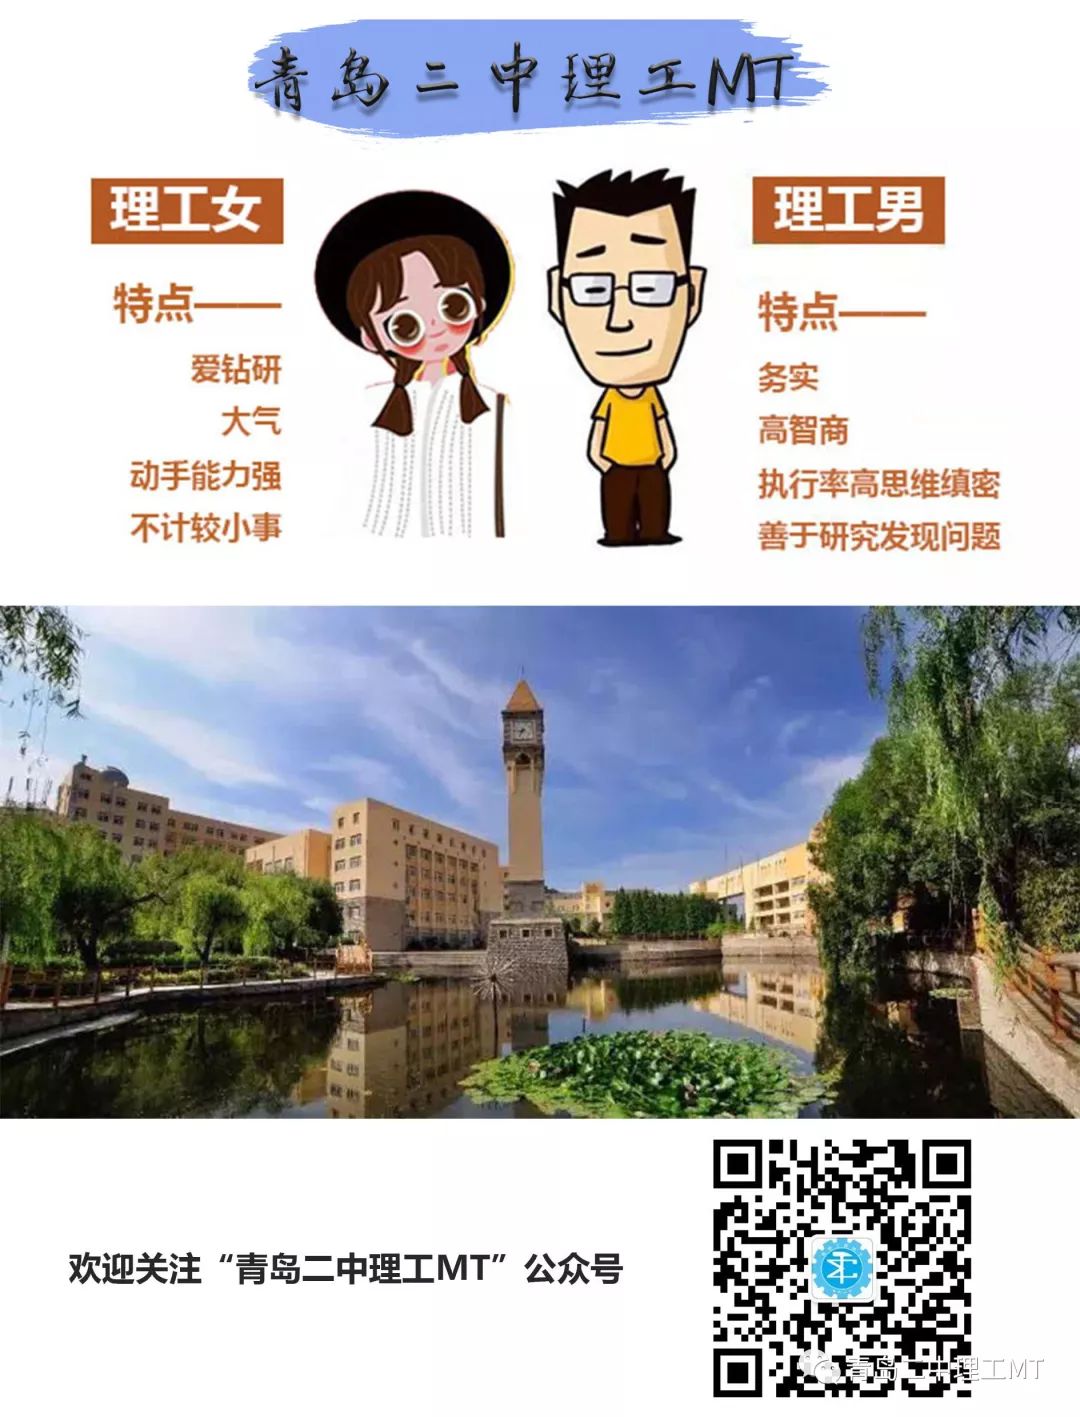 青岛二中理工MT
理工女
特点——
爱钻研
大气
动手能力强
不计较小事
理工男
特点——
务实
高智商
执行率高思维缜密
善于研究发现问题
欢迎关注“青岛二中理工MT”公众号
青岛二中理工MT